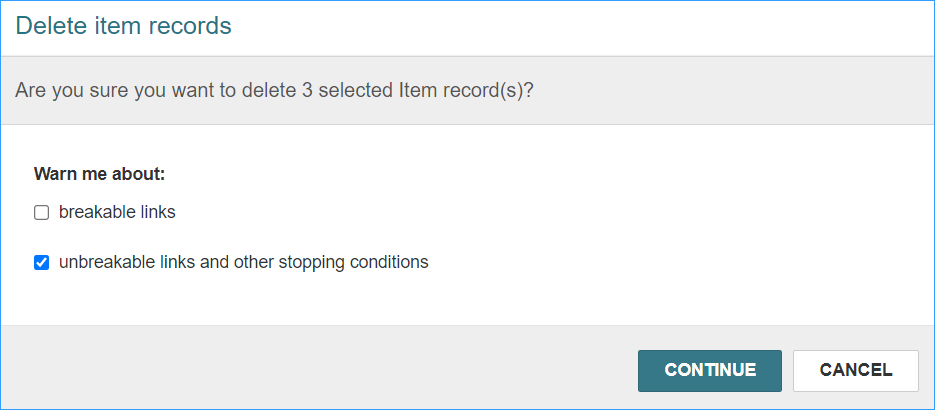 Delete item records
Are you sure you want to delete 3 selected Item record(s)?
Warn me about:
breakable links
unbreakable links and other stopping conditions
CONTINUE CANCEL